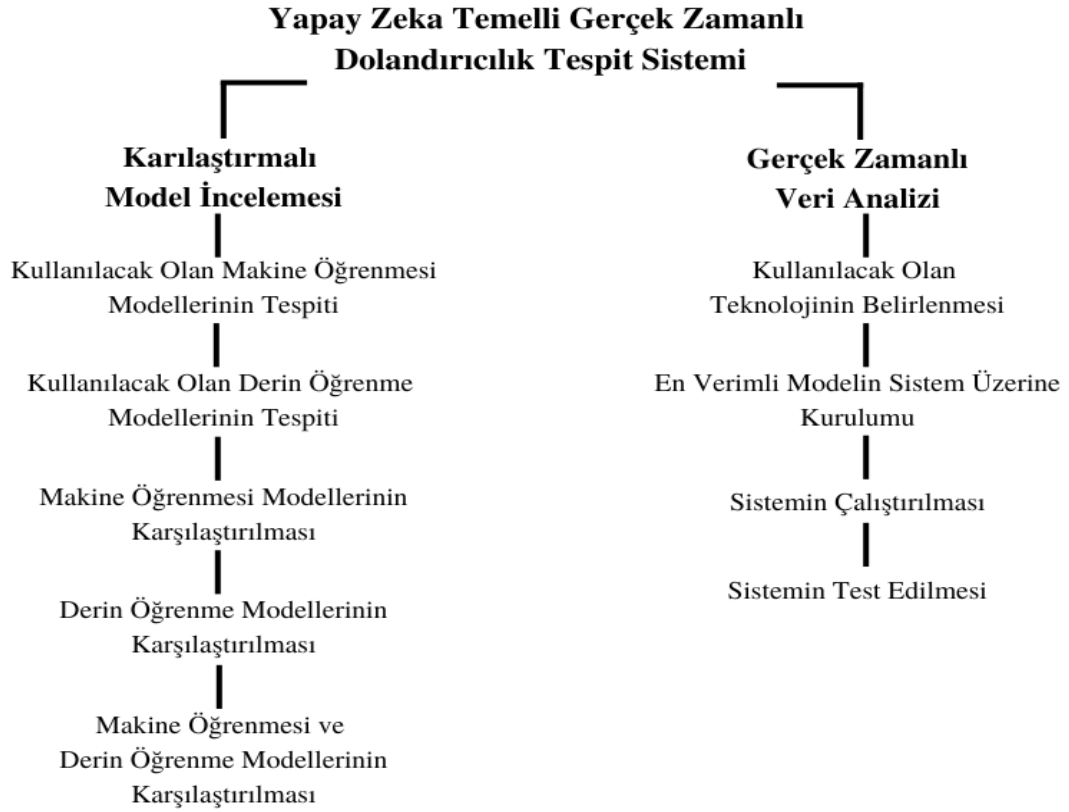 Yapay Zeka Temelli Gerçek Zamanlı
Dolandırıcılık Tespit Sistemi
Karılaştırmalı
Model İncelemesi
Kullanılacak Olan Makine Öğrenmesi
Modellerinin Tespiti
Kullanılacak Olan Derin Öğrenme
Modellerinin Tespiti
Makine Öğrenmesi Modellerinin
Karşılaştırılması
Derin Öğrenme Modellerinin
Karşılaştırılması
Makine Öğrenmesi ve
Derin Öğrenme Modellerinin
Karşılaştırılması
Gerçek Zamanlı
Veri Analizi
Kullanılacak Olan
Teknolojinin Belirlenmesi
En Verimli Modelin Sistem Üzerine
Kurulumu
Sistemin Çalıştırılması
Sistemin Test Edilmesi